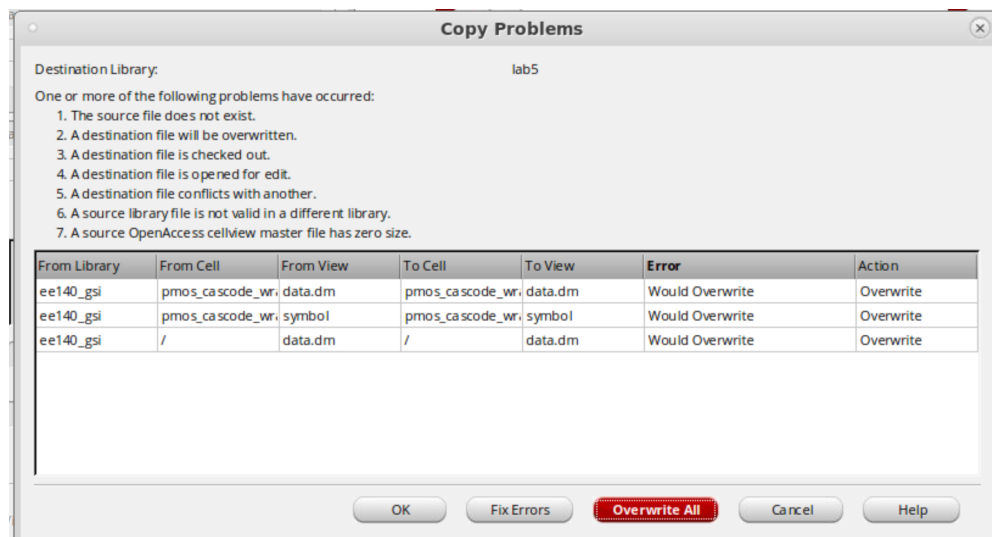 Copy Problems
Destination Library: lab5
One or more of the following problems have occurred:
1. The source file does not exist.
2. A destination file will be overwritten.
3. A destination file is checked out.
4. A destination file is opened for edit.
5. A destination file conflicts with another.
6. A source library file is not valid in a different library.
7. A source OpenAccess cellview master file has zero size.
From Library From Cell From View To Cell To View Error Action
ee140_gsi pmos_cascode_wr data.dm pmos_cascode_wr data.dm Would Overwrite Overwrite
ee140_gsi pmos_cascode_wr symbol pmos_cascode_wr symbol Would Overwrite Overwrite
ee140_gsi / data.dm / data.dm Would Overwrite Overwrite
OK Fix Errors Overwrite All Cancel Help